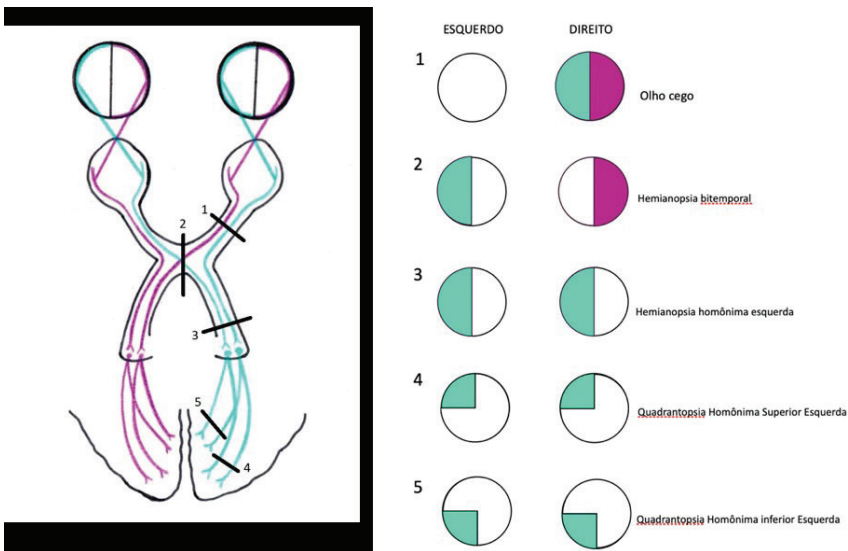 ESQUERDO DIREITO
1
Olho cego
2
Hemianopsia bitemporal
3
Hemianopsia homônima esquerda
4
Quadrantopsia Homônima Superior Esquerda
5
Quadrantopsia Homônima inferior Esquerda
1
2
3
5
4